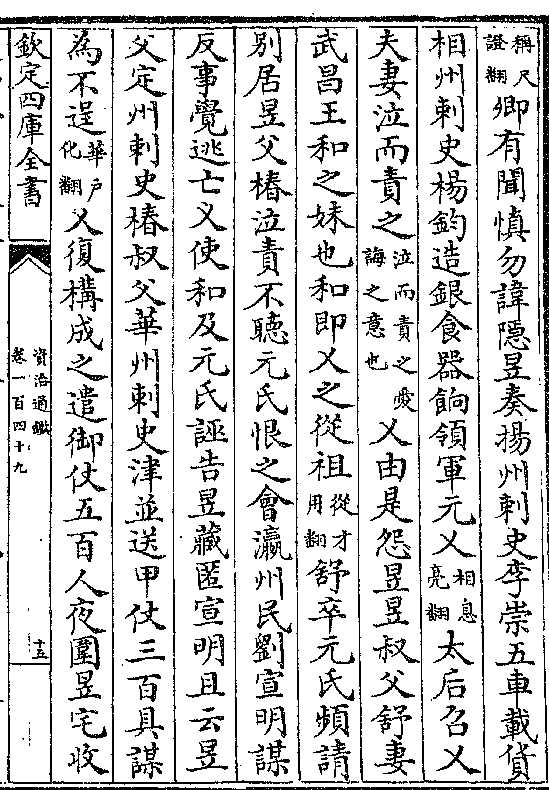 稱尺證翻卿有聞慎勿諱隠昱奏揚州刺史李崇五車載貨
相州刺史楊鈞造銀食器餉領軍元乂相息亮翻太后召乂
夫妻泣而責之泣而責之愛誨之意也乂由是怨昱昱叔父舒妻
武昌王和之妹也和即乂之從祖從才用翻舒卒元氏頻請
别居昱父椿泣責不聽元氏恨之會瀛州民劉宣明謀
反事覺逃亡乂使和及元氏誣告昱藏匿宣明且云昱
父定州刺史椿叔父華州刺史津並送甲仗三百具謀
為不逞華户化翻乂復構成之遣御仗五百人夜圍昱宅收
欽定四庫全書
資治通鑑
卷一百四十九
十五